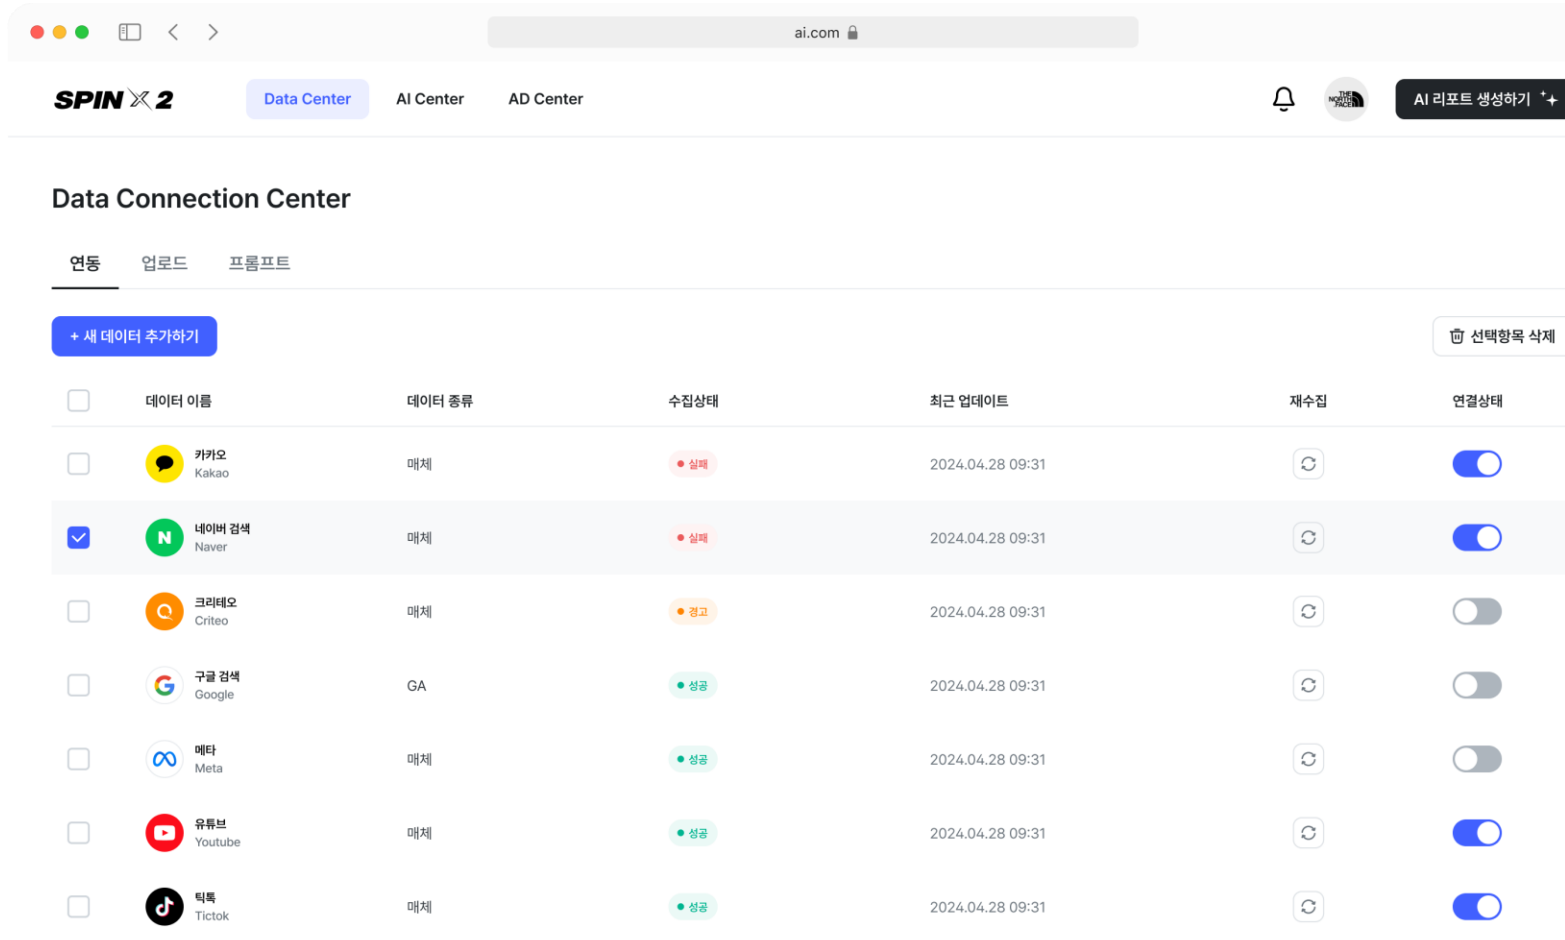 ai.com
SPIN X 2
Data Center
AI Center
AD Center
THE
NORTH
FACE
AI 리포트 생성하기
Data Connection Center
연동
업로드
프롬프트
+ 새 데이터 추가하기
선택항목 삭제
데이터 이름 데이터 종류 수집상태 최근 업데이트 재수집 연결상태
카카오
Kakao
매체 실패 2024.04.28 09:31
N
네이버 검색
Naver
매체 실패 2024.04.28 09:31
크리테오
Criteo
매체 경고 2024.04.28 09:31
구글 검색
Google
GA 성공 2024.04.28 09:31
메타
Meta
매체 성공 2024.04.28 09:31
유튜브
Youtube
매체 성공 2024.04.28 09:31
틱톡
Tictok
매체 성공 2024.04.28 09:31